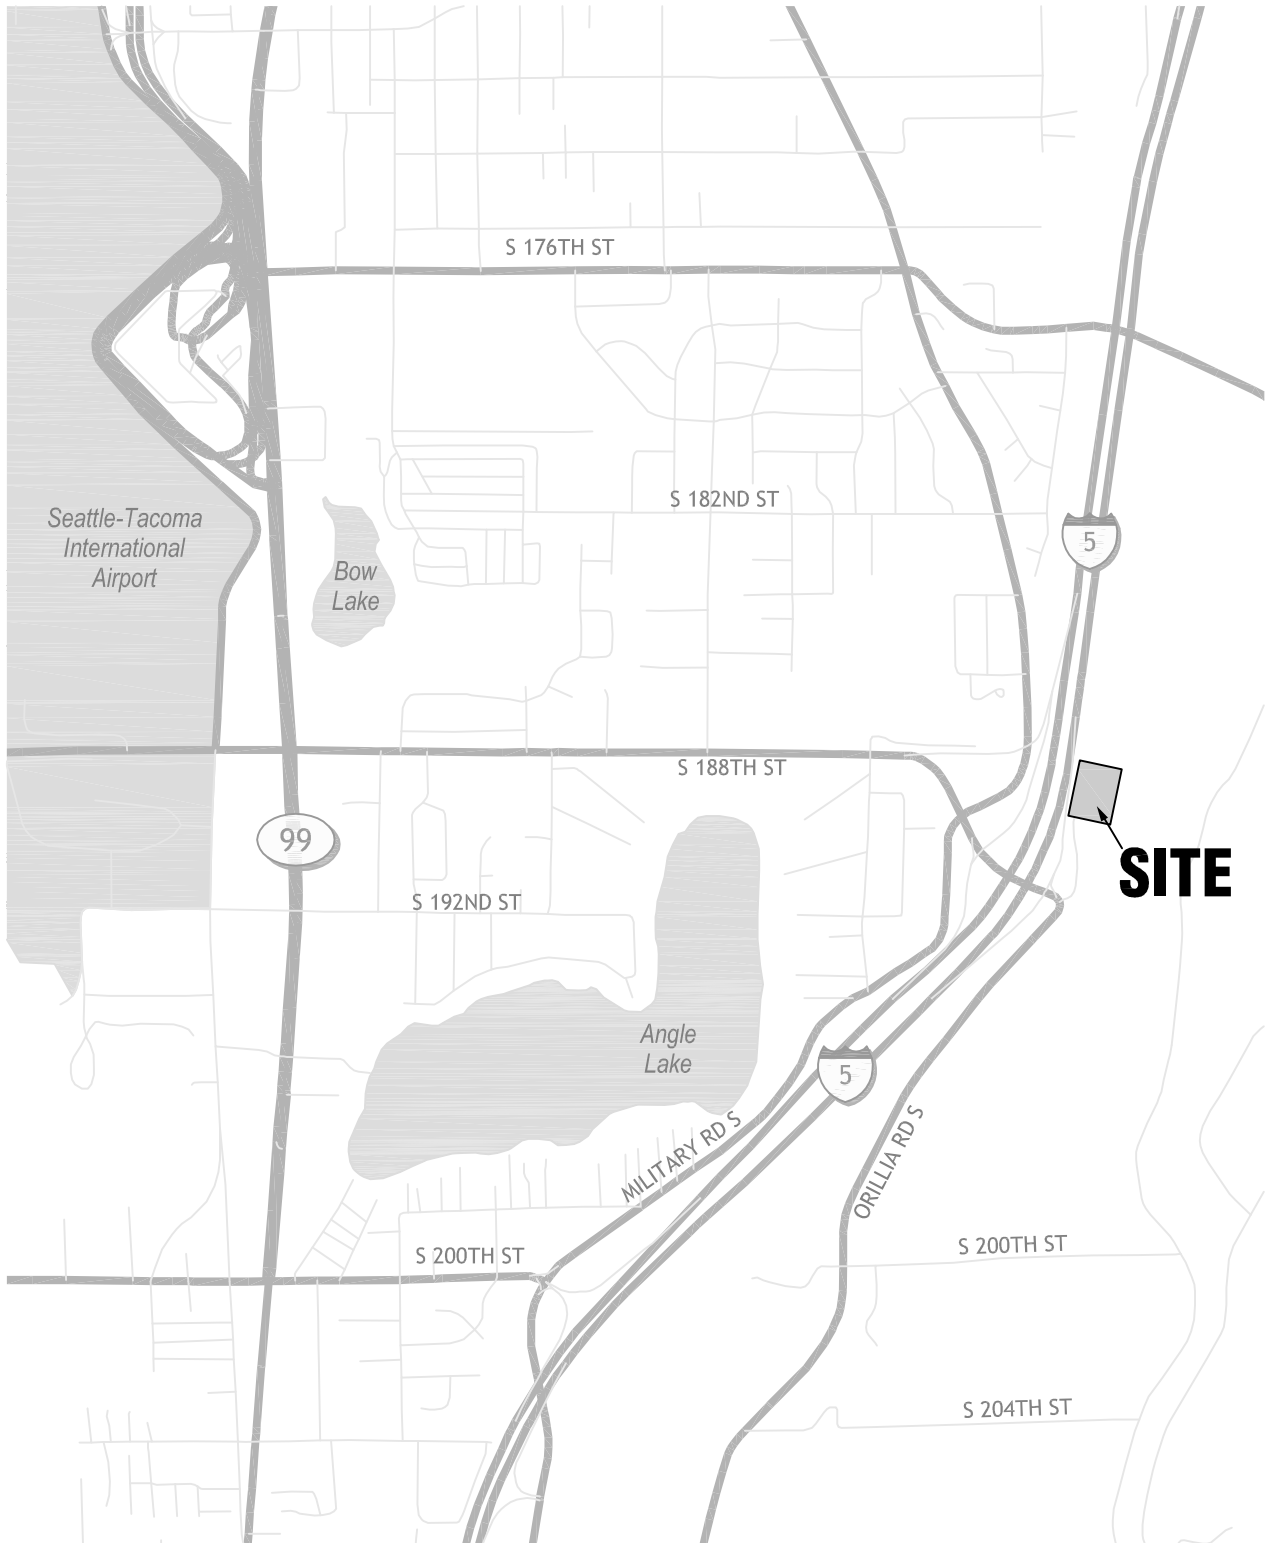 S 176TH ST
S 182ND ST
Seattle-Tacoma
International
Airport
5
Bow
Lake
S 188TH ST
99
SITE
S 192ND ST
Angle
Lake
5
MILITARY RD S
ORILLIA RD S
S 200TH ST
S 200TH ST
S 204TH ST